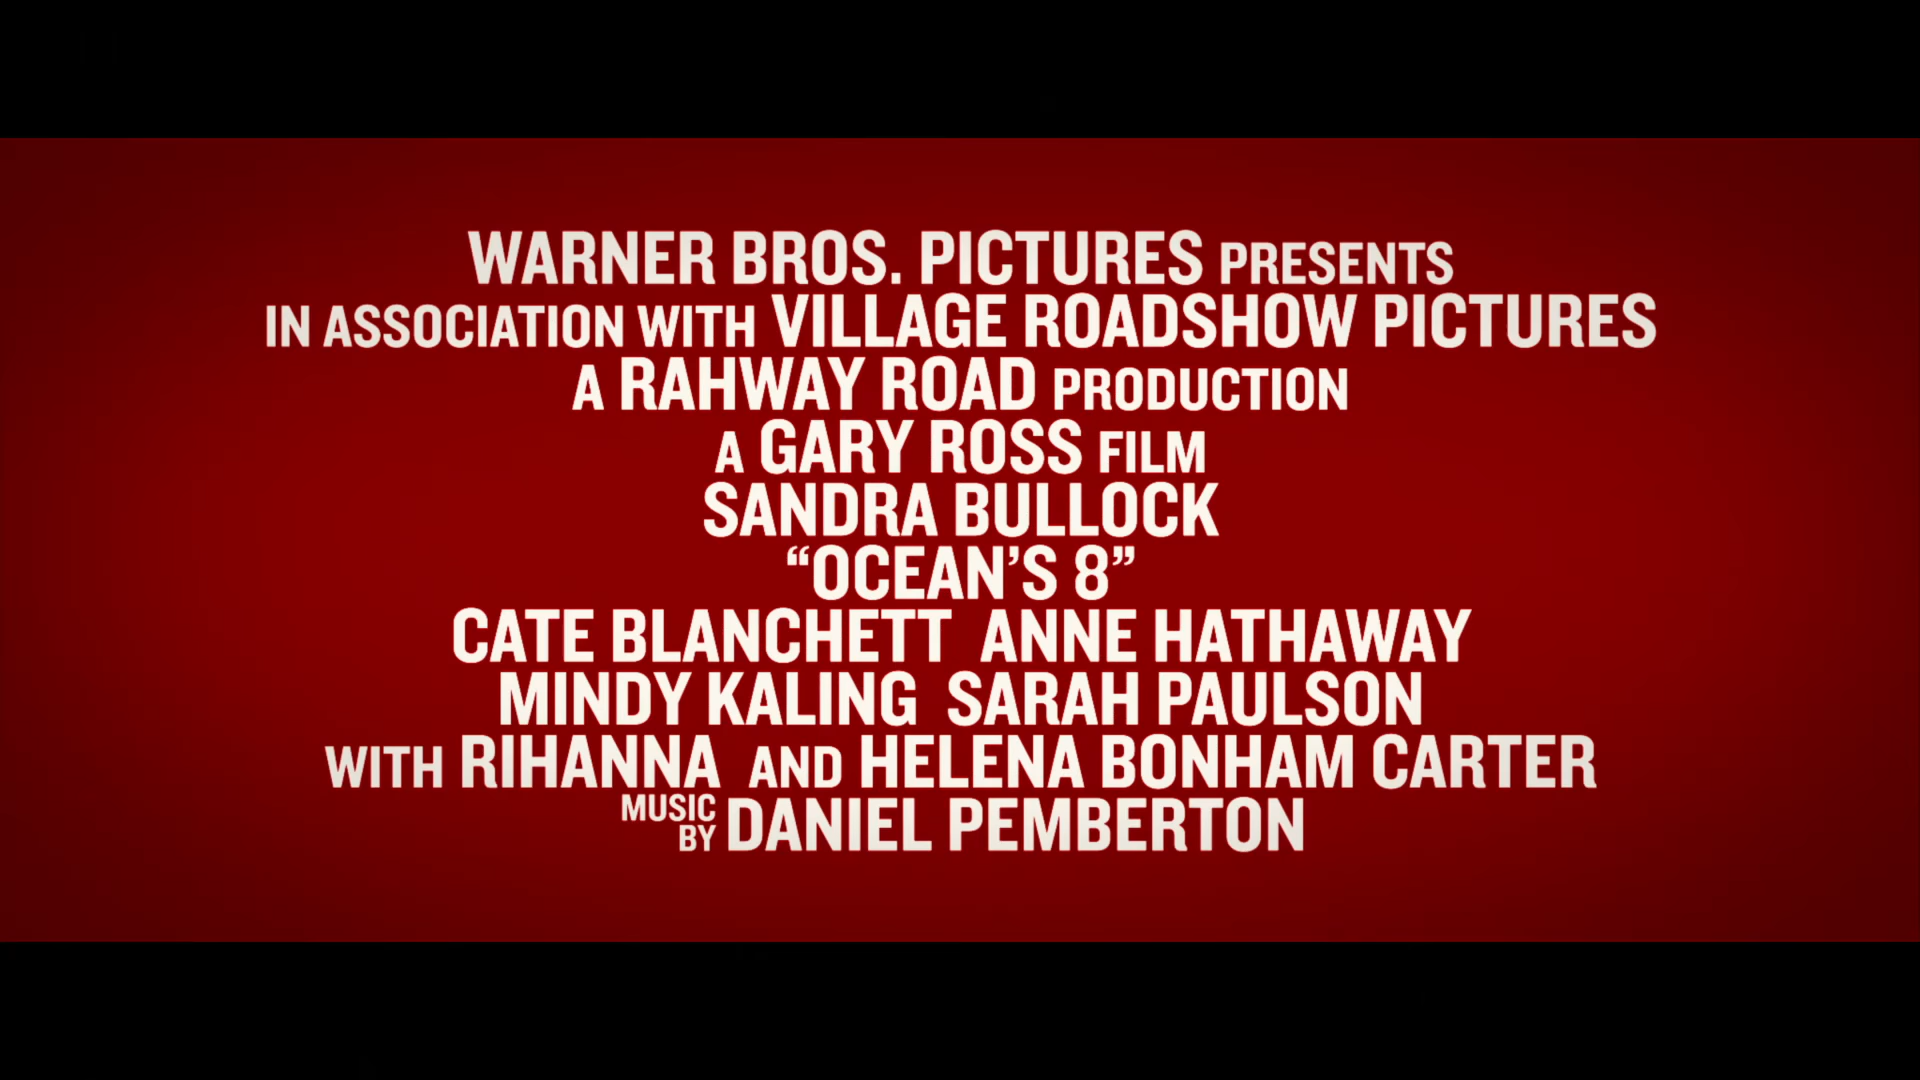 WARNER BROS. PICTURES PRESENTS
IN ASSOCIATION WITH VILLAGE ROADSHOW PICTURES
A RAHWAY ROAD PRODUCTION
A GARY ROSS FILM
SANDRA BULLOCK
“OCEAN’S 8”
CATE BLANCHETT ANNE HATHAWAY
MINDY KALING SARAH PAULSON
WITH RIHANNA AND HELENA BONHAM CARTER
MUSIC BY DANIEL PEMBERTON